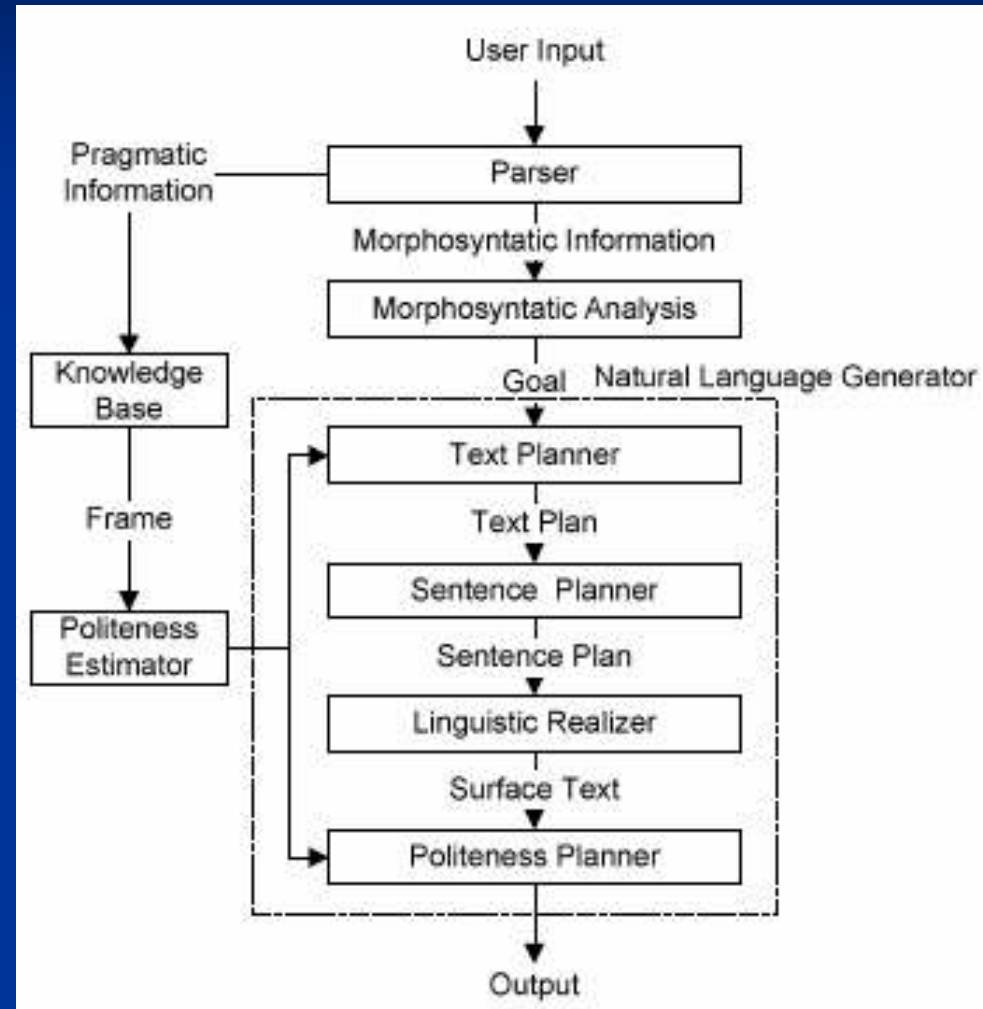 User Input
Pragmatic
Information
Parser
Morphosyntatic Information
Morphosyntatic Analysis
Knowledge
Base
Goal
Natural Language Generator
Text Planner
Frame
Text Plan
Sentence Planner
Politeness
Estimator
Sentence Plan
Linguistic Realizer
Surface Text
Politeness Planner
Output